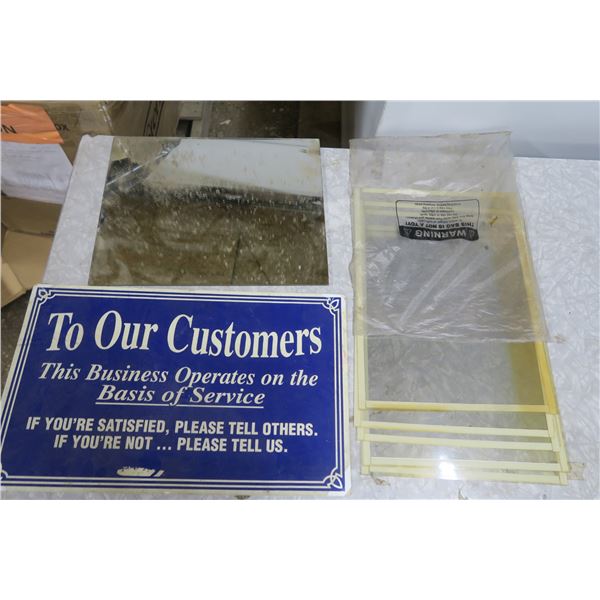 To Our Customers
This Business Operates on the
Basis of Service
IF YOU'RE SATISFIED, PLEASE TELL OTHERS.
IF YOU'RE NOT ... PLEASE TELL US.
WARNING
THIS BAG IS NOT A TOY!